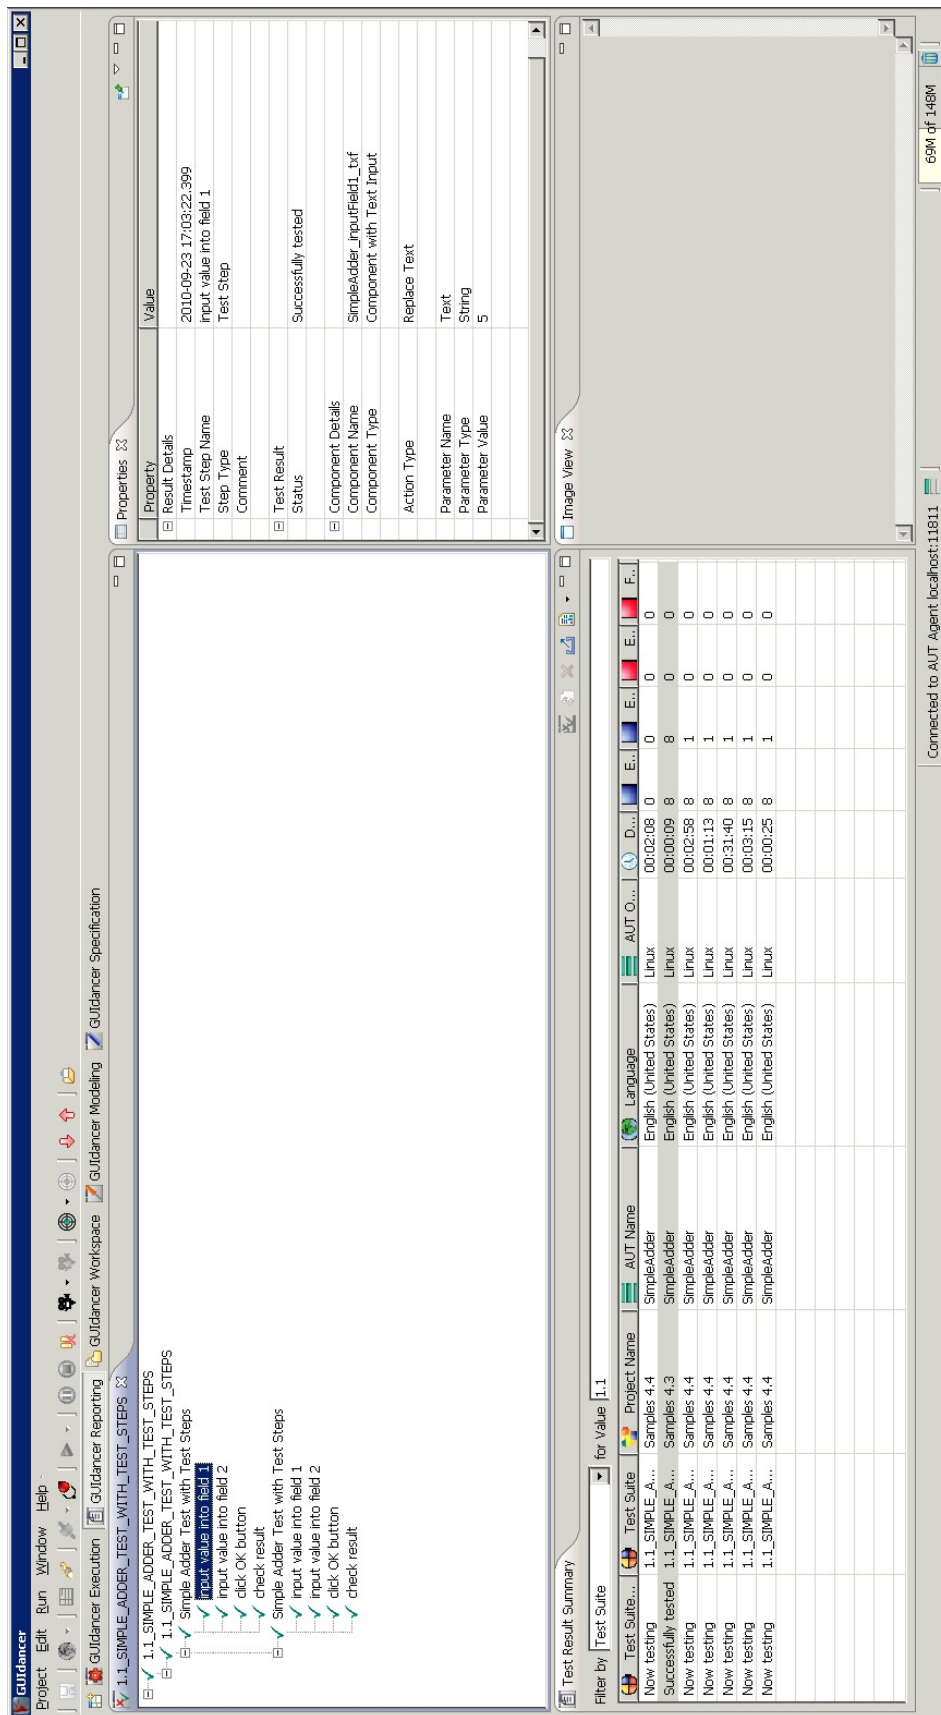 GUIdancer
Project Edit Run Window Help
GUIdancer Execution GUIdancer Reporting GUIdancer Workspace GUIdancer Modeling GUIdancer Specification
1.1_SIMPLE_ADDER_TEST_WITH_TEST_STEPS
1.1_SIMPLE_ADDER_TEST_WITH_TEST_STEPS
1.1_SIMPLE_ADDER_TEST_WITH_TEST_STEPS
Simple Adder Test with Test Steps
input value into field 1
input value into field 2
click OK button
check result
Simple Adder Test with Test Steps
input value into field 1
input value into field 2
click OK button
check result
Properties
Property Value
Result Details
Timestamp 2010-09-23 17:03:22.399
Test Step Name input value into field 1
Step Type Test Step
Comment
Test Result
Status Successfully tested
Component Details
Component Name SimpleAdder_inputField1_txf
Component Type Component with Text Input
Action Type Replace Text
Parameter Name Text
Parameter Type String
Parameter Value 5
Test Result Summary
Filter by Test Suite for Value 1.1
Test Suite... Test Suite Project Name AUT Name Language AUT O... D... E... E... E... F...
Now testing 1.1_SIMPLE_A... Samples 4.4 SimpleAdder English (United States) Linux 00:02:08 0 0 0 0
Successfully tested 1.1_SIMPLE_A... Samples 4.3 SimpleAdder English (United States) Linux 00:00:09 8 8 0 0
Now testing 1.1_SIMPLE_A... Samples 4.4 SimpleAdder English (United States) Linux 00:02:58 8 1 0 0
Now testing 1.1_SIMPLE_A... Samples 4.4 SimpleAdder English (United States) Linux 00:01:13 8 1 0 0
Now testing 1.1_SIMPLE_A... Samples 4.4 SimpleAdder English (United States) Linux 00:31:40 8 1 0 0
Now testing 1.1_SIMPLE_A... Samples 4.4 SimpleAdder English (United States) Linux 00:03:15 8 1 0 0
Now testing 1.1_SIMPLE_A... Samples 4.4 SimpleAdder English (United States) Linux 00:00:25 8 1 0 0
Image View
Connected to AUT Agent localhost:11811 69M of 148M